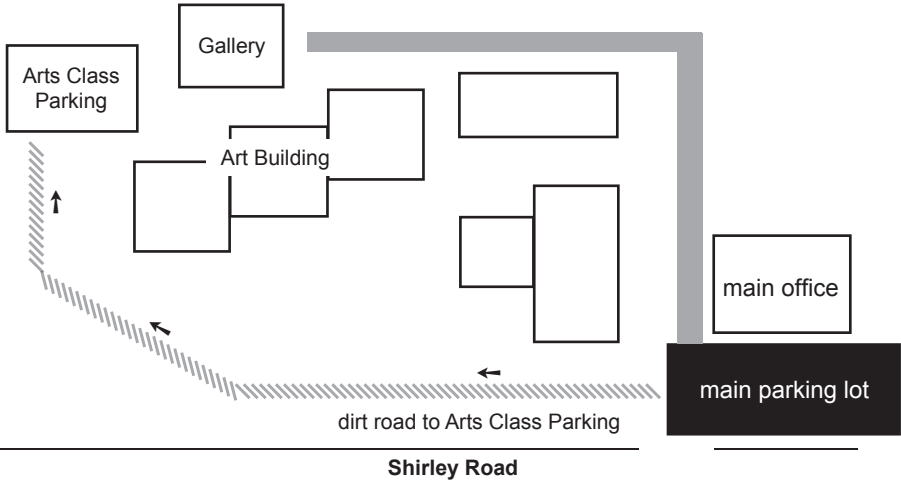 Gallery
Arts Class
Parking
Art Building
main office
main parking lot
dirt road to Arts Class Parking
Shirley Road